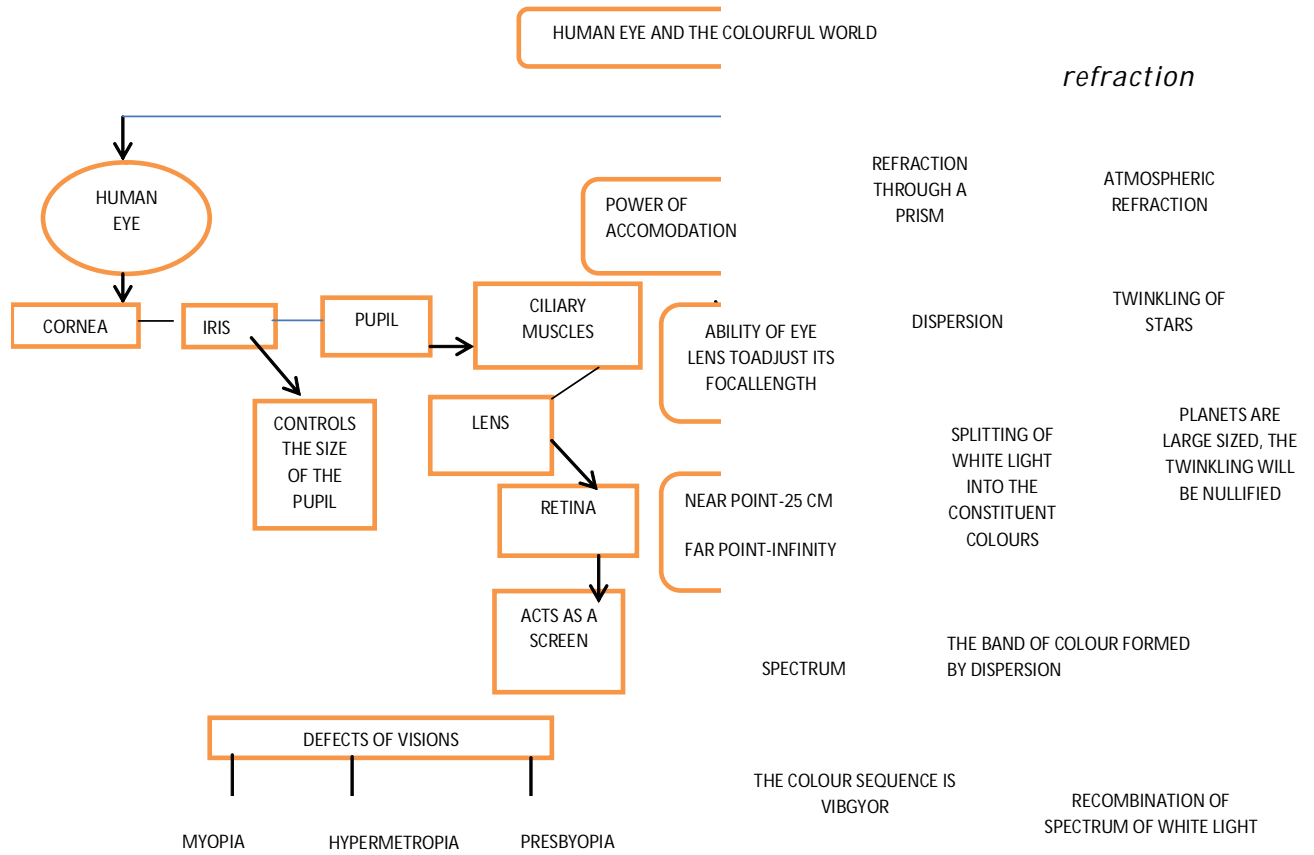 HUMAN EYE AND THE COLOURFUL WORLD
refraction
HUMAN
EYE
POWER OF
ACCOMODATION
REFRACTION
THROUGH A
PRISM
ATMOSPHERIC
REFRACTION
CORNEA
IRIS
PUPIL
CILIARY
MUSCLES
ABILITY OF EYE
LENS TOADJUST ITS
FOCALLENGTH
DISPERSION
TWINKLING OF
STARS
CONTROLS
THE SIZE
OF THE
PUPIL
LENS
SPLITTING OF
WHITE LIGHT
INTO THE
CONSTITUENT
COLOURS
PLANETS ARE
LARGE SIZED, THE
TWINKLING WILL
BE NULLIFIED
RETINA
NEAR POINT-25 CM
FAR POINT-INFINITY
ACTS AS A
SCREEN
SPECTRUM
THE BAND OF COLOUR FORMED
BY DISPERSION
DEFECTS OF VISIONS
THE COLOUR SEQUENCE IS
VIBGYOR
RECOMBINATION OF
SPECTRUM OF WHITE LIGHT
MYOPIA
HYPERMETROPIA
PRESBYOPIA